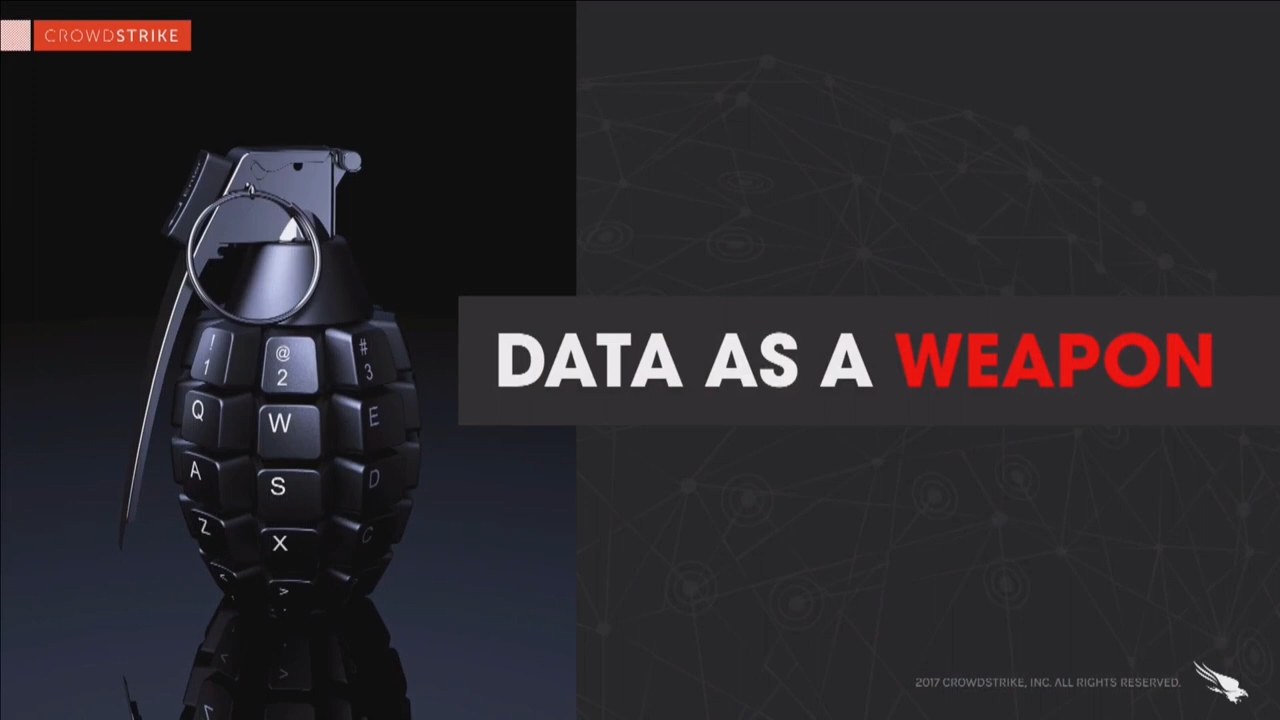 CROWDSTRIKE
! @ #
1 2 3
Q W E
A S D
Z X C
< >
DATA AS A WEAPON
2017 CROWDSTRIKE, INC. ALL RIGHTS RESERVED.